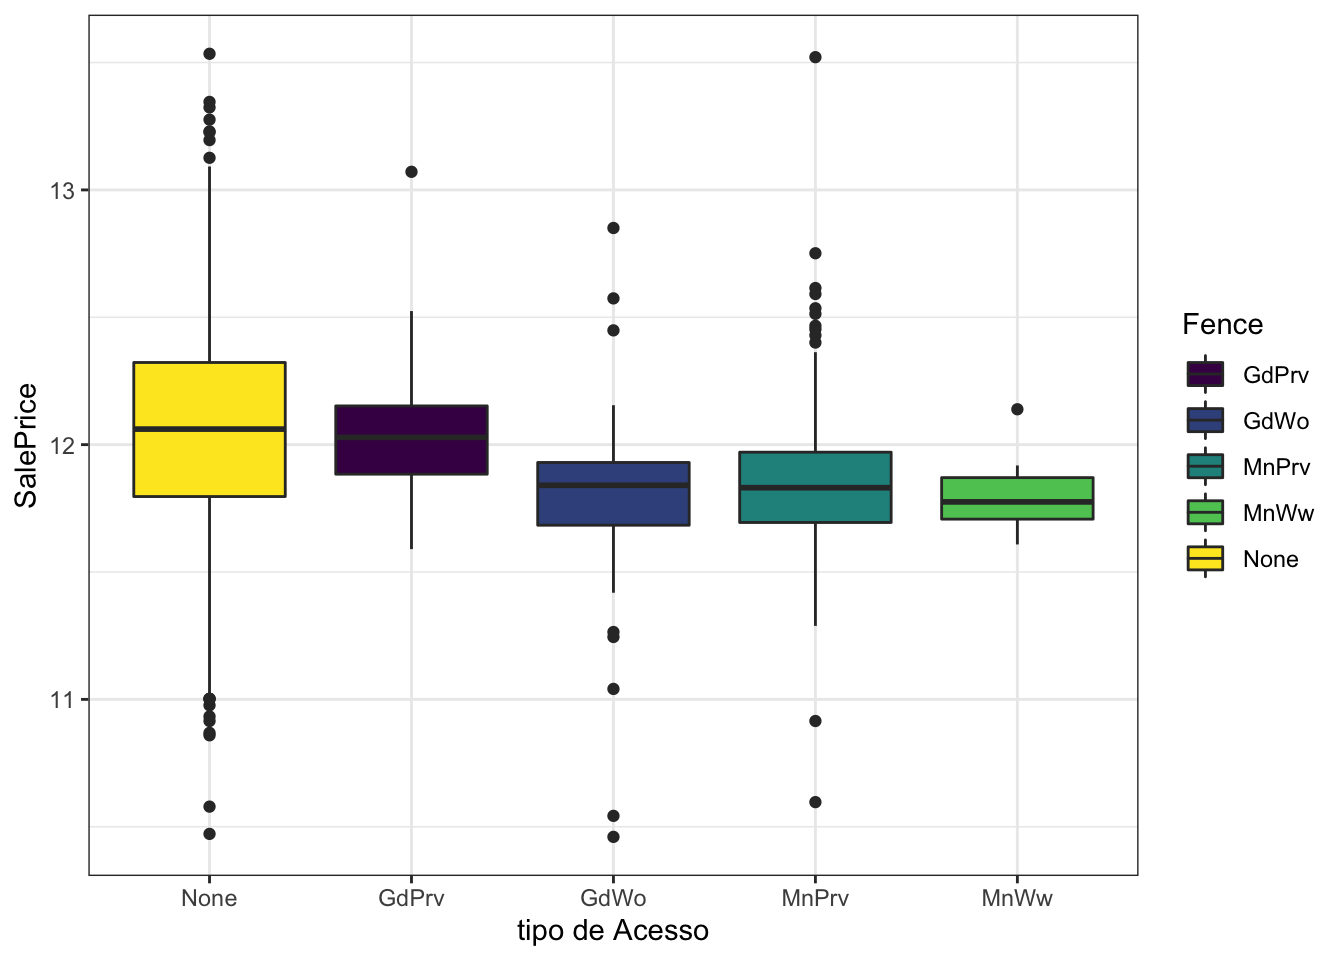 SalePrice
13
12
11
None GdPrv GdWo MnPrv MnWw
tipo de Acesso
Fence
GdPrv
GdWo
MnPrv
MnWw
None